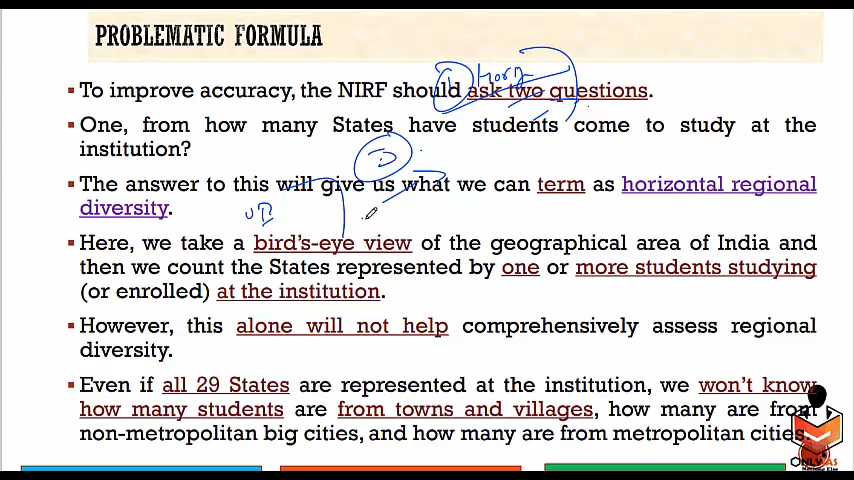 PROBLEMATIC FORMULA
▪ To improve accuracy, the NIRF should ask two questions.
▪ One, from how many States have students come to study at the
institution?
▪ The answer to this will give us what we can term as horizontal regional
diversity.
▪ Here, we take a bird's-eye view of the geographical area of India and
then we count the States represented by one or more students studying
(or enrolled) at the institution.
▪ However, this alone will not help comprehensively assess regional
diversity.
▪ Even if all 29 States are represented at the institution, we won't know
how many students are from towns and villages, how many are from
non-metropolitan big cities, and how many are from metropolitan cities.
ONLY IAS